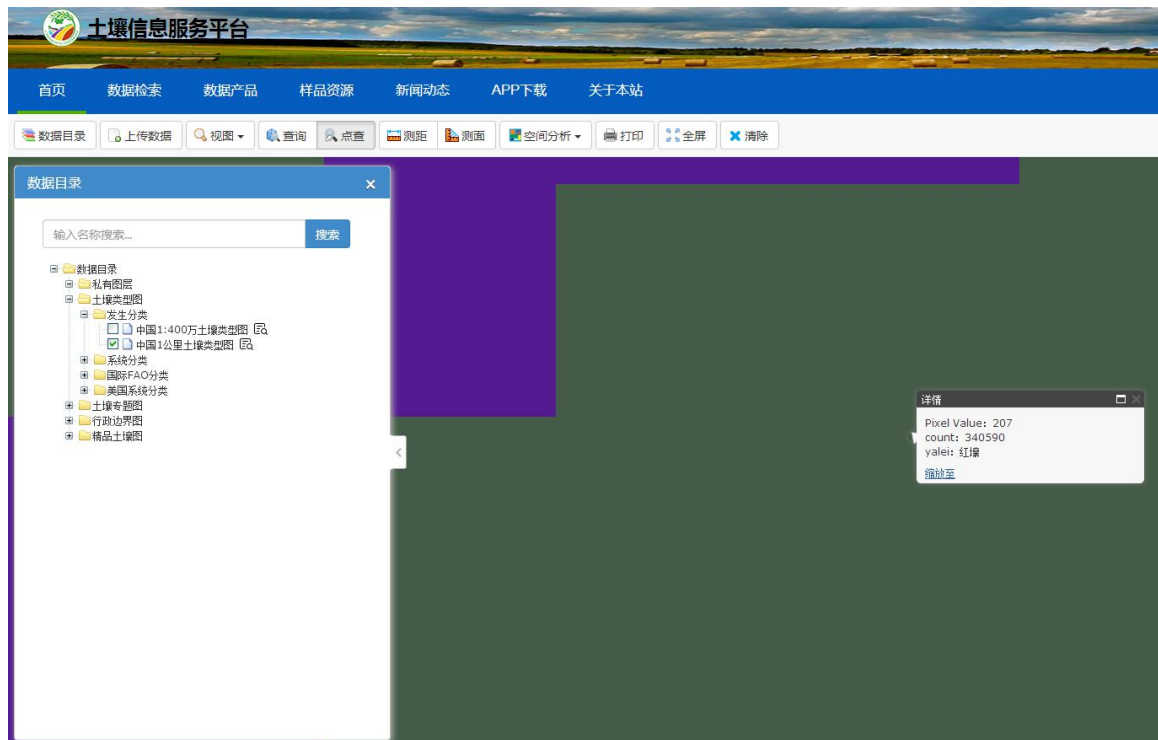 土壤信息服务平台
首页 数据检索 数据产品 样品资源 新闻动态 APP下载 关于本站
数据目录 上传数据 视图 查询 点查 测距 测面 空间分析 打印 全屏 清除
数据目录
输入名称搜索... 搜索
数据目录
私有图层
土壤类型图
发生分类
中国1:400万土壤类型图
中国1公里土壤类型图
系统分类
国际FAO分类
美国系统分类
土壤专题图
行政边界图
精品土壤图
详情
Pixel Value: 207
count: 340590
yalei: 红壤
缩放至